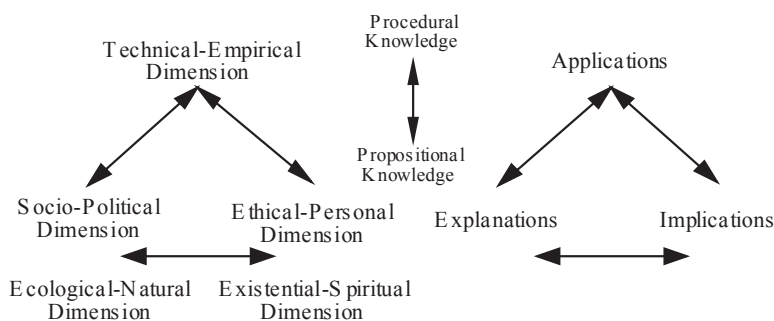 Technical-Empirical
Dimension
Socio-Political
Dimension
Ethical-Personal
Dimension
Ecological-Natural
Dimension
Existential-Spiritual
Dimension
Procedural
Knowledge
Propositional
Knowledge
Applications
Explanations
Implications